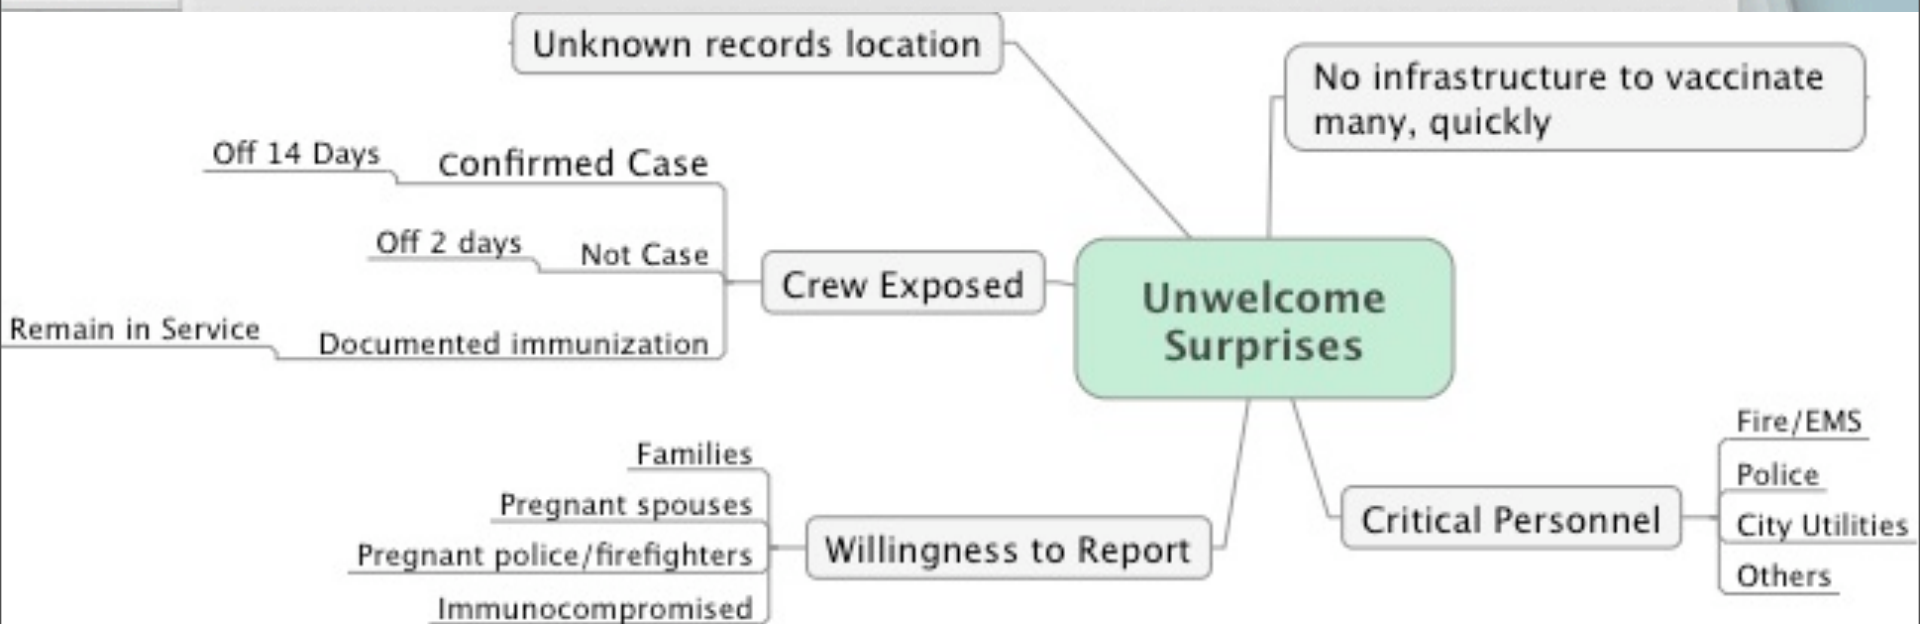 Unknown records location
No infrastructure to vaccinate
many, quickly
Off 14 Days
Confirmed Case
Off 2 days
Not Case
Crew Exposed
Remain in Service
Documented immunization
Unwelcome
Surprises
Families
Pregnant spouses
Pregnant police/firefighters
Immunocompromised
Willingness to Report
Critical Personnel
Fire/EMS
Police
City Utilities
Others